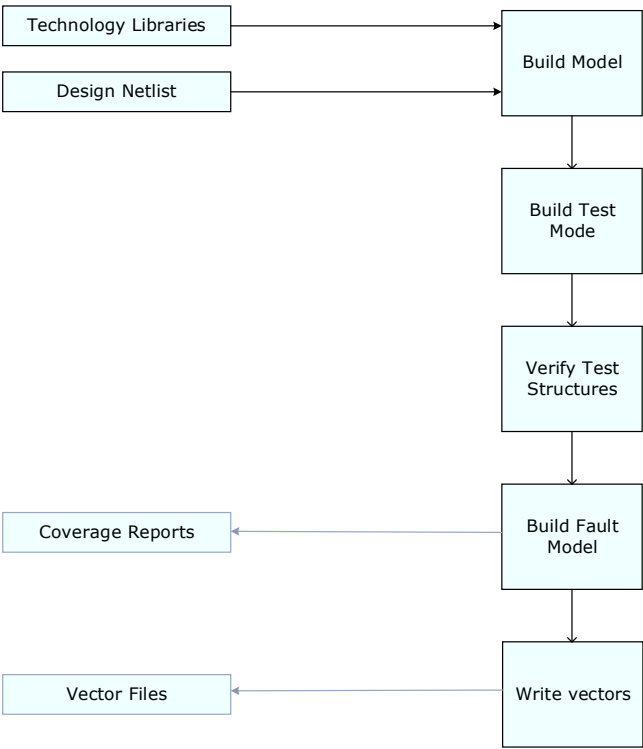 Technology Libraries
Build Model
Design Netlist
Build Test
Mode
Verify Test
Structures
Coverage Reports
Build Fault
Model
Vector Files
Write vectors